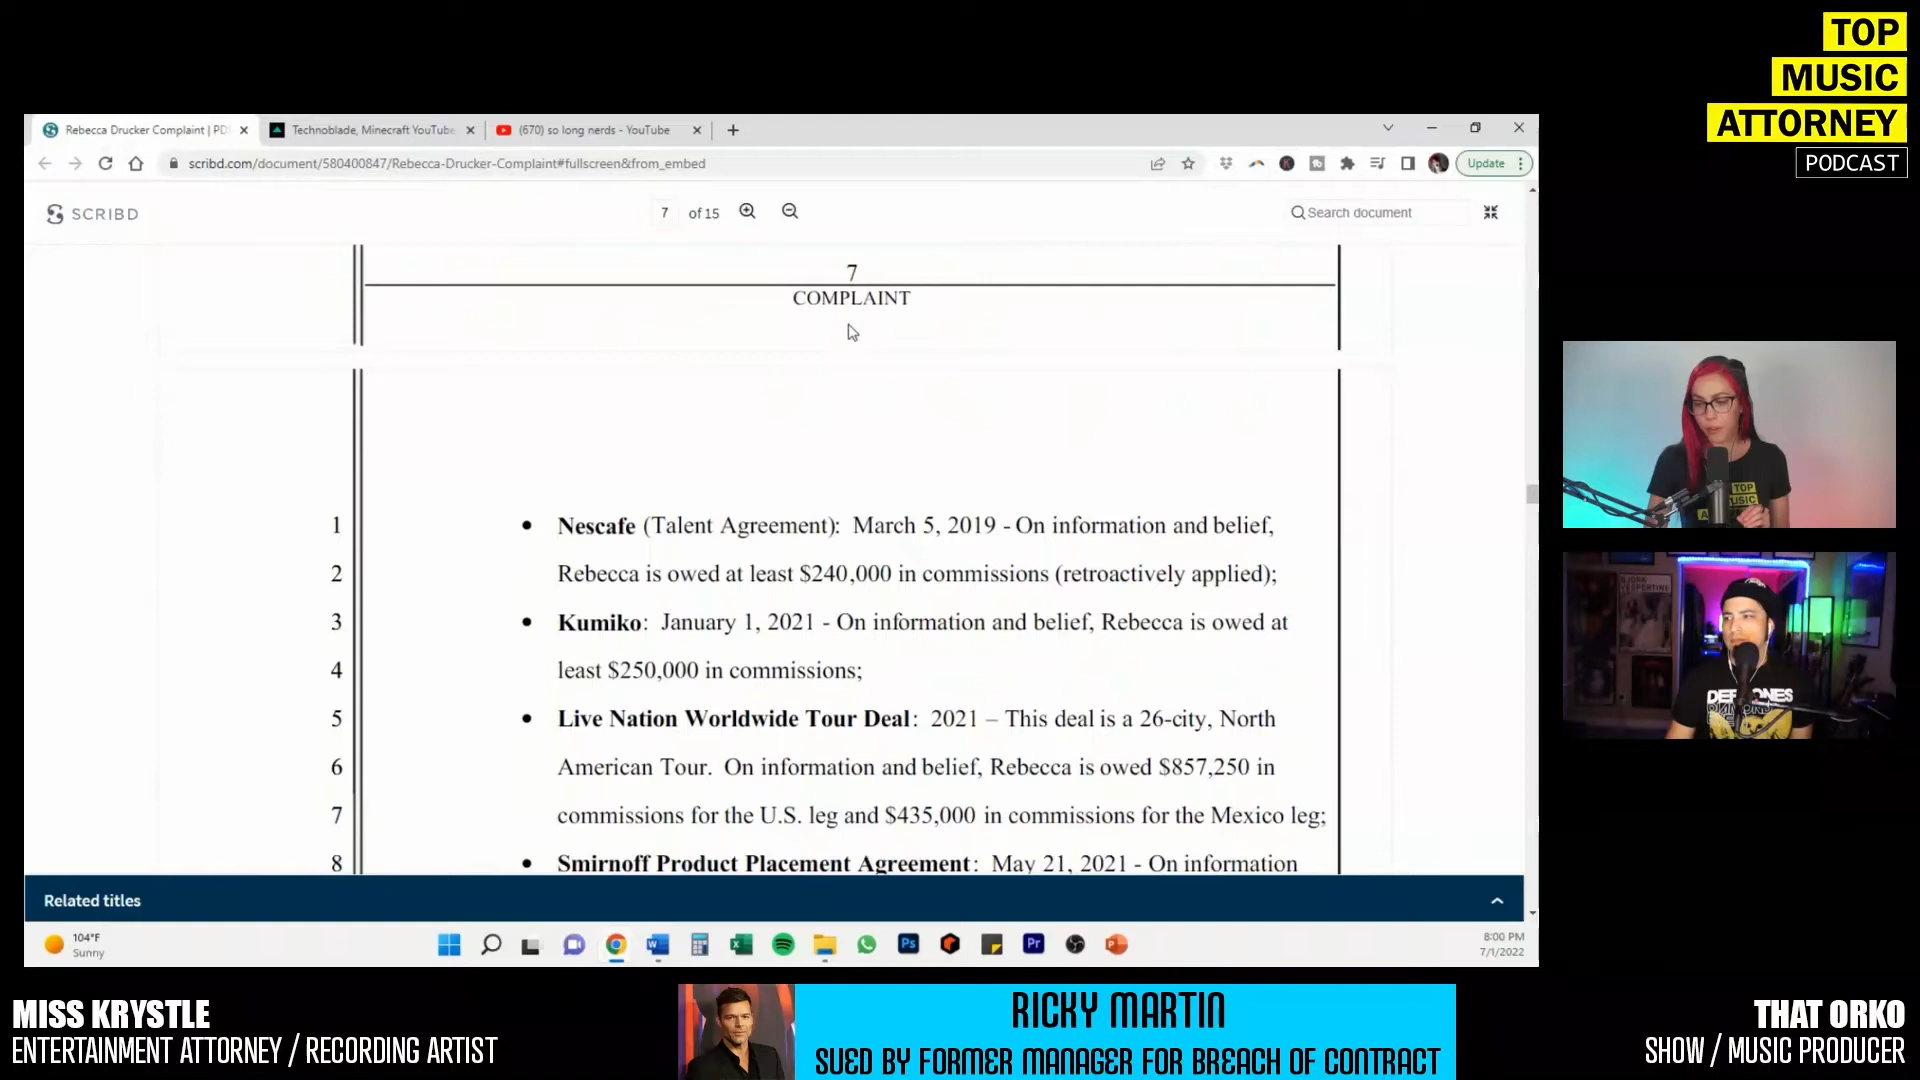 TOP
MUSIC
ATTORNEY
PODCAST
Rebecca Drucker Complaint | PD
Technoblade, Minecraft YouTube
(670) so long nerds - YouTube
scribd.com/document/580400847/Rebecca-Drucker-Complaint#fullscreen&from_embed
Update
SCRIBD
7 of 15
Search document
7
COMPLAINT
1 • Nescafe (Talent Agreement): March 5, 2019 - On information and belief,
2 Rebecca is owed at least $240,000 in commissions (retroactively applied);
3 • Kumiko: January 1, 2021 - On information and belief, Rebecca is owed at
4 least $250,000 in commissions;
5 • Live Nation Worldwide Tour Deal: 2021 – This deal is a 26-city, North
6 American Tour. On information and belief, Rebecca is owed $857,250 in
7 commissions for the U.S. leg and $435,000 in commissions for the Mexico leg;
8 • Smirnoff Product Placement Agreement: May 21, 2021 - On information
Related titles
104°F
Sunny
8:00 PM
7/1/2022
TOP
MUSIC
BJORK
VESPERTINE
DEFTONES
MISS KRYSTLE
ENTERTAINMENT ATTORNEY / RECORDING ARTIST
RICKY MARTIN
SUED BY FORMER MANAGER FOR BREACH OF CONTRACT
THAT ORKO
SHOW / MUSIC PRODUCER